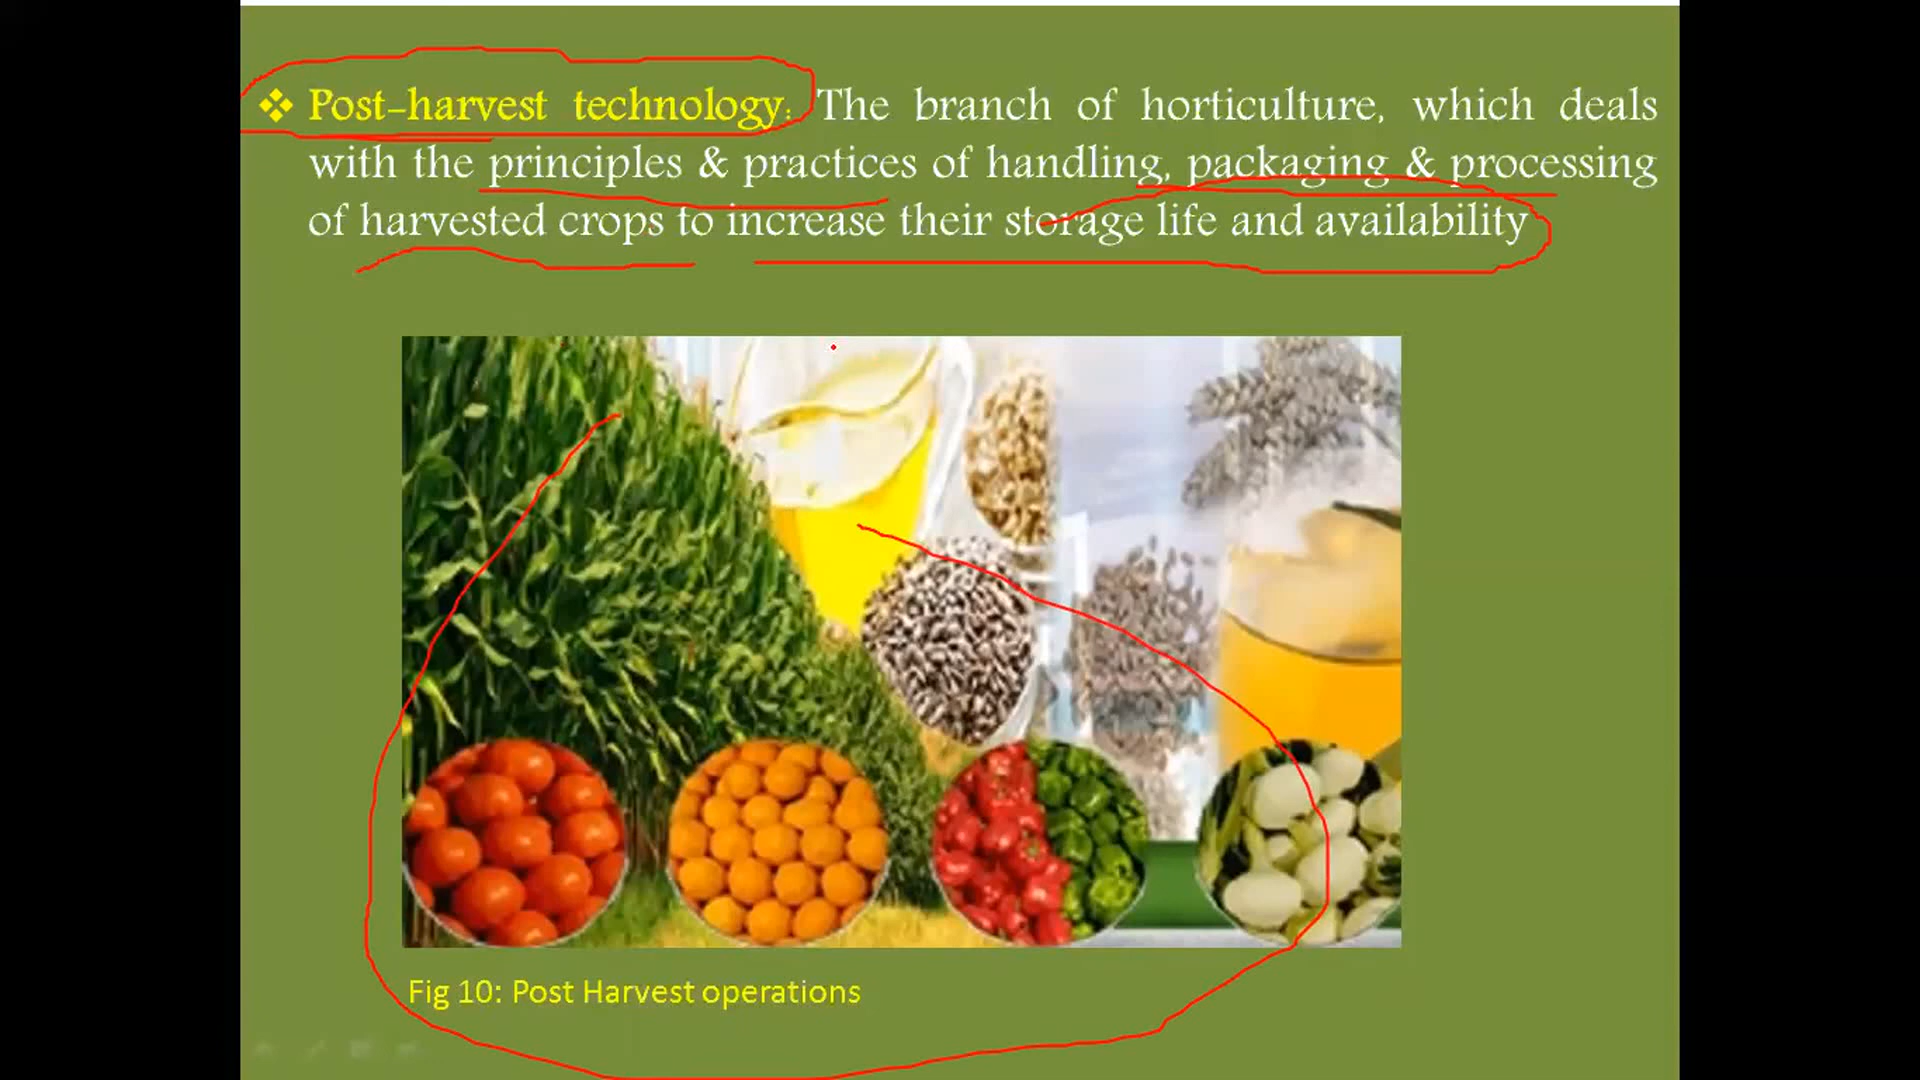 ❖ Post-harvest technology: The branch of horticulture, which deals
with the principles & practices of handling, packaging & processing
of harvested crops to increase their storage life and availability
Fig 10: Post Harvest operations